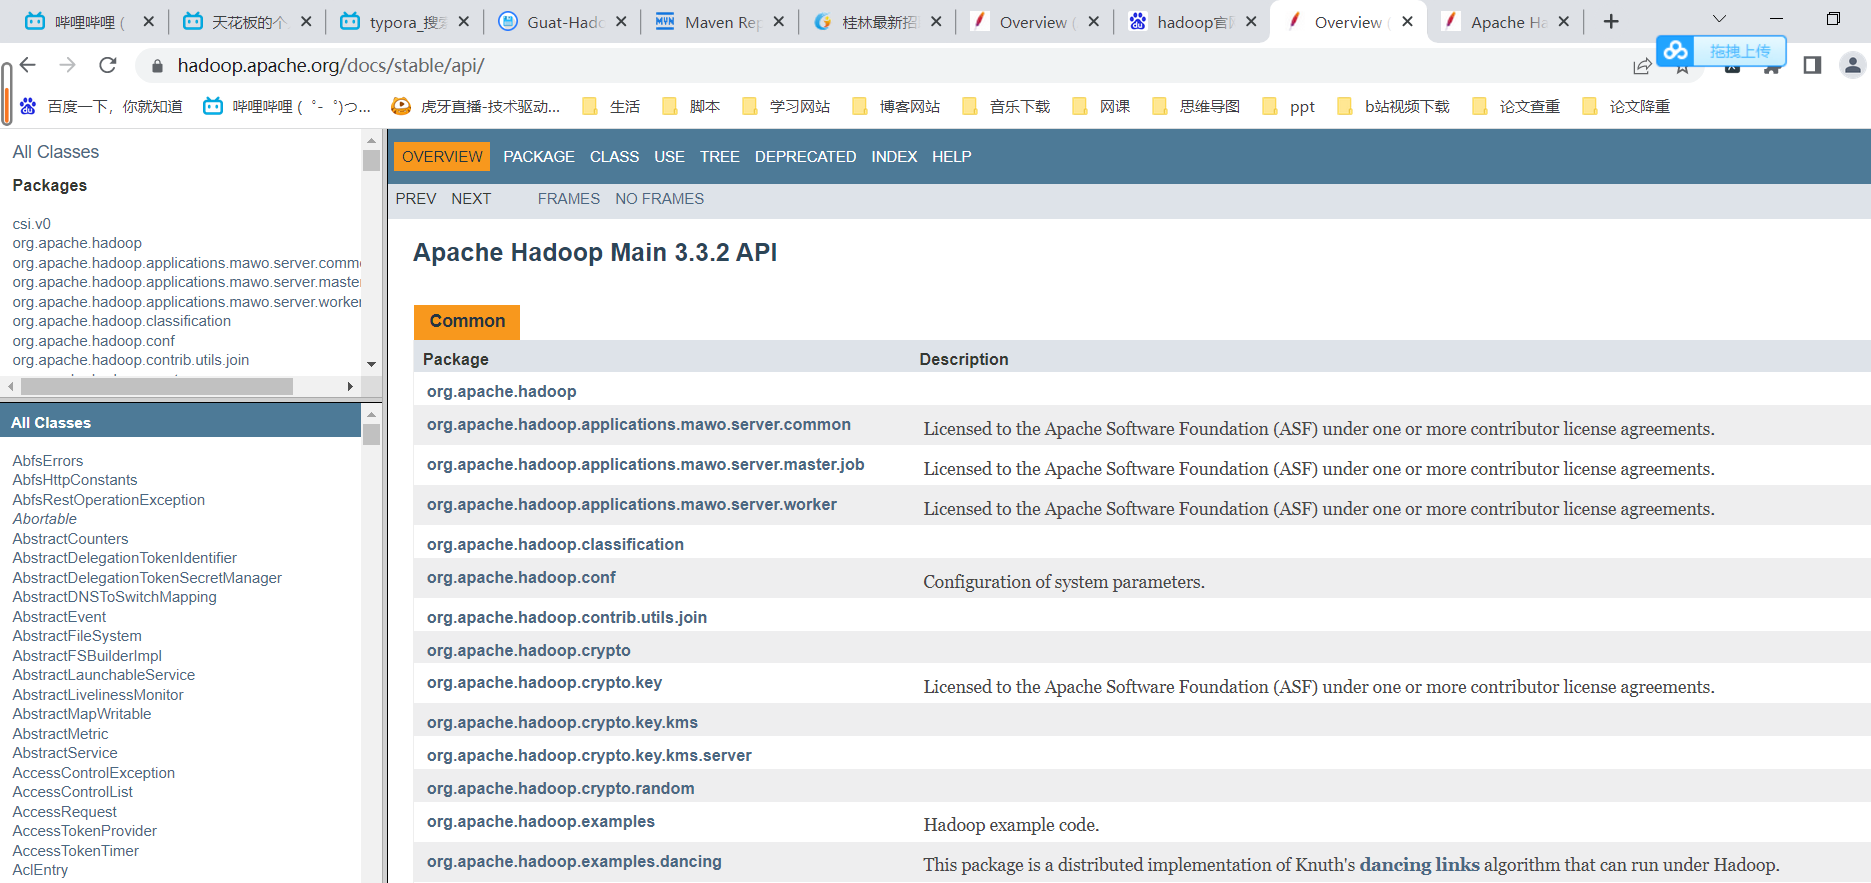 哔哩哔哩 (
天花板的个
typora_搜索
Guat-Hado
Maven Rep
桂林最新招
Overview (
hadoop官网
Overview (
Apache Ha
hadoop.apache.org/docs/stable/api/
拖拽上传
百度一下，你就知道
哔哩哔哩 (゜-゜)つ...
虎牙直播-技术驱动...
生活
脚本
学习网站
博客网站
音乐下载
网课
思维导图
ppt
b站视频下载
论文查重
论文降重
All Classes
Packages
csi.v0
org.apache.hadoop
org.apache.hadoop.applications.mawo.server.comm
org.apache.hadoop.applications.mawo.server.master
org.apache.hadoop.applications.mawo.server.worker
org.apache.hadoop.classification
org.apache.hadoop.conf
org.apache.hadoop.contrib.utils.join
All Classes
AbfsErrors
AbfsHttpConstants
AbfsRestOperationException
Abortable
AbstractCounters
AbstractDelegationTokenIdentifier
AbstractDelegationTokenSecretManager
AbstractDNSToSwitchMapping
AbstractEvent
AbstractFileSystem
AbstractFSBuilderImpl
AbstractLaunchableService
AbstractLivelinessMonitor
AbstractMapWritable
AbstractMetric
AbstractService
AccessControlException
AccessControlList
AccessRequest
AccessTokenProvider
AccessTokenTimer
AclEntry
OVERVIEW PACKAGE CLASS USE TREE DEPRECATED INDEX HELP
PREV NEXT FRAMES NO FRAMES
Apache Hadoop Main 3.3.2 API
Common
Package Description
org.apache.hadoop
org.apache.hadoop.applications.mawo.server.common Licensed to the Apache Software Foundation (ASF) under one or more contributor license agreements.
org.apache.hadoop.applications.mawo.server.master.job Licensed to the Apache Software Foundation (ASF) under one or more contributor license agreements.
org.apache.hadoop.applications.mawo.server.worker Licensed to the Apache Software Foundation (ASF) under one or more contributor license agreements.
org.apache.hadoop.classification
org.apache.hadoop.conf Configuration of system parameters.
org.apache.hadoop.contrib.utils.join
org.apache.hadoop.crypto
org.apache.hadoop.crypto.key Licensed to the Apache Software Foundation (ASF) under one or more contributor license agreements.
org.apache.hadoop.crypto.key.kms
org.apache.hadoop.crypto.key.kms.server
org.apache.hadoop.crypto.random
org.apache.hadoop.examples Hadoop example code.
org.apache.hadoop.examples.dancing This package is a distributed implementation of Knuth's dancing links algorithm that can run under Hadoop.